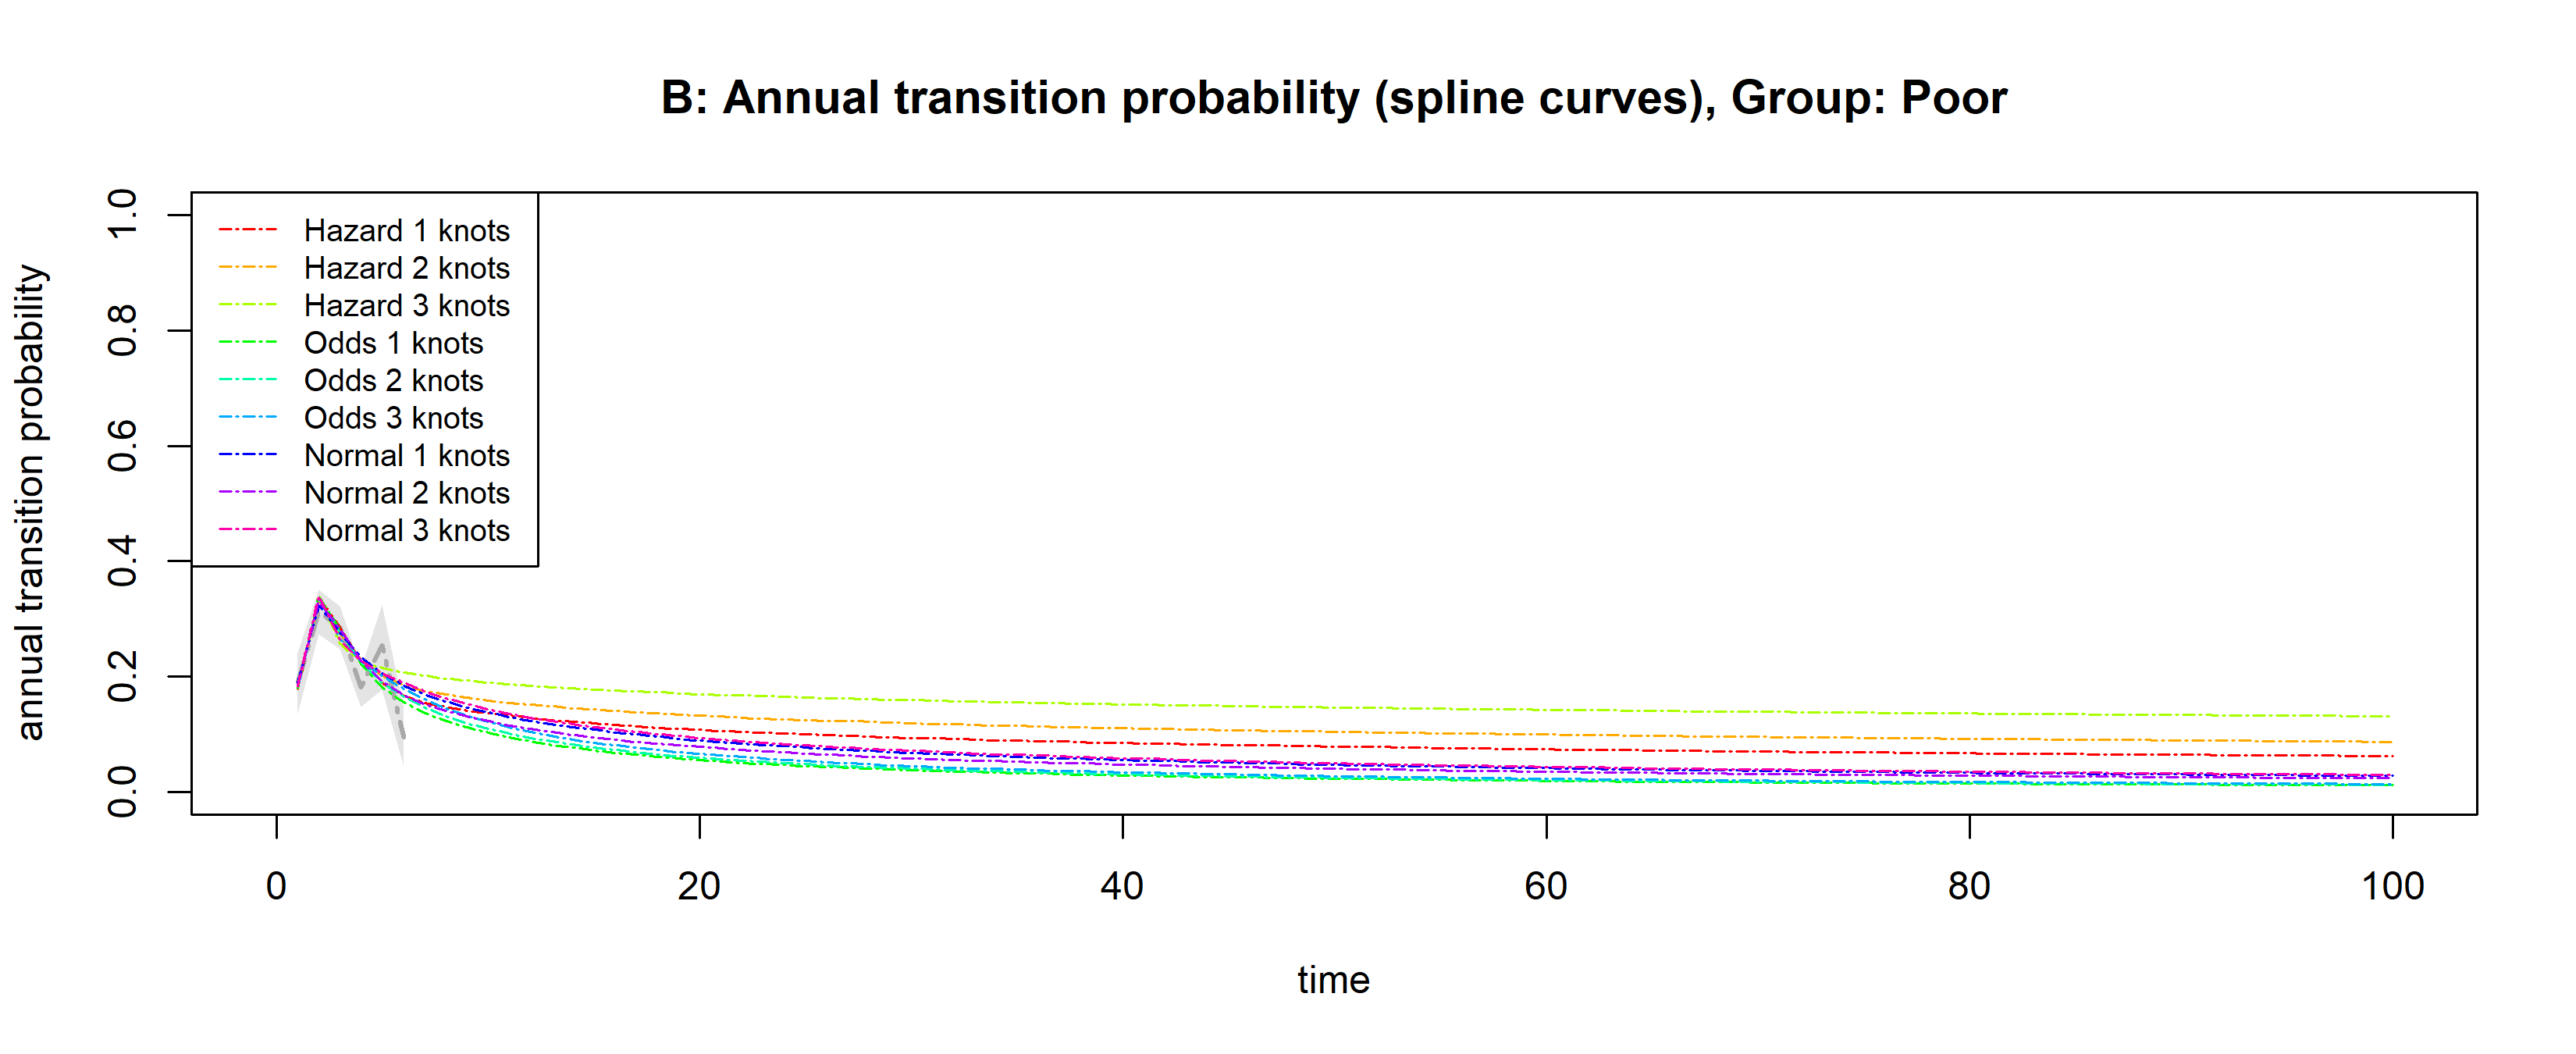 B: Annual transition probability (spline curves), Group: Poor
annual transition probability
1.0
0.8
0.6
0.4
0.2
0.0
Hazard 1 knots
Hazard 2 knots
Hazard 3 knots
Odds 1 knots
Odds 2 knots
Odds 3 knots
Normal 1 knots
Normal 2 knots
Normal 3 knots
0 20 40 60 80 100
time